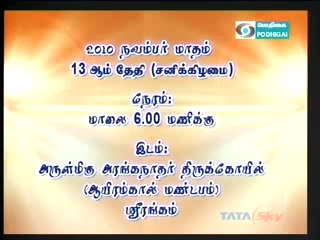 பொதிகை
PODHIGAI
2010 நவம்பர் மாதம்
13 ஆம் தேதி (சனிக்கிழமை)
நேரம்:
மாலை 6.00 மணிக்கு
இடம்:
அருள்மிகு அரங்கநாதர் திருக்கோயில்
(ஆயிரம்கால் மண்டபம்)
ஸ்ரீரங்கம்
TATA Sky